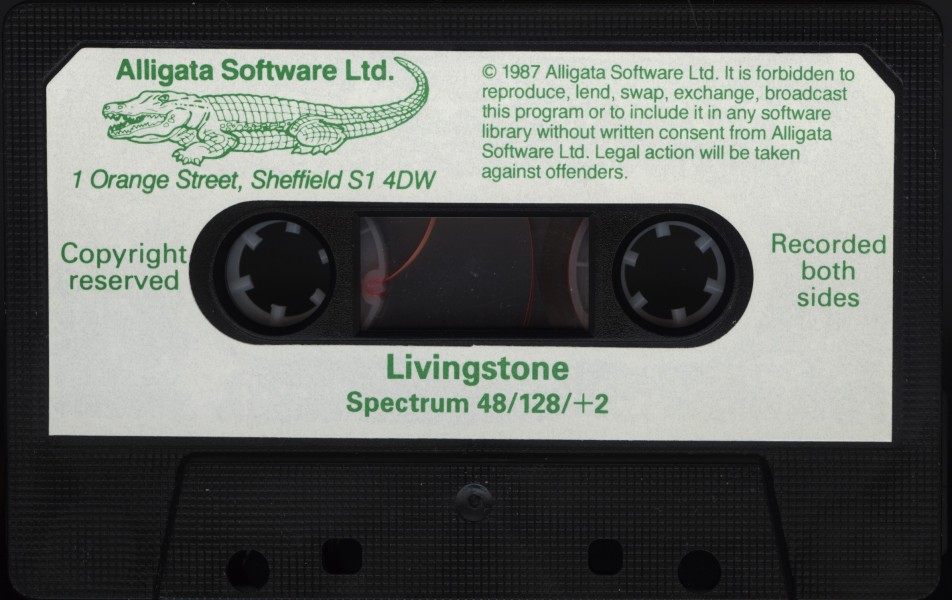 Alligata Software Ltd.
1 Orange Street, Sheffield S1 4DW
© 1987 Alligata Software Ltd. It is forbidden to
reproduce, lend, swap, exchange, broadcast
this program or to include it in any software
library without written consent from Alligata
Software Ltd. Legal action will be taken
against offenders.
Copyright
reserved
Recorded
both
sides
Livingstone
Spectrum 48/128/+2